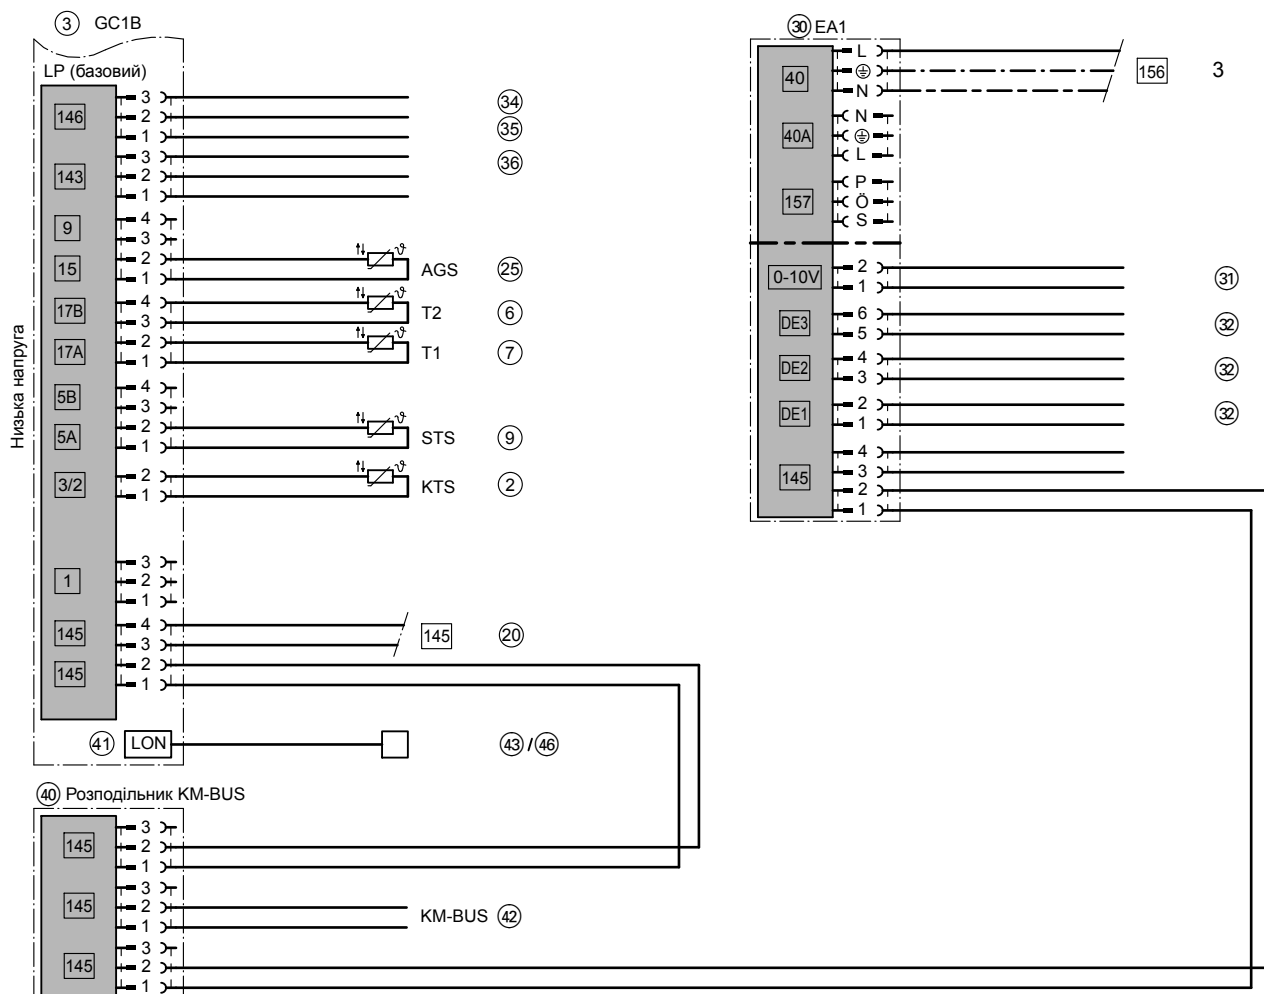 3 GC1B
LP (базовий)
Низька напруга
146 3
2
1
143 3
2
1
9 4
3
15 2
1 AGS 25
17B 4
3 T2 6
17A 2
1 T1 7
5B 4
3
5A 2
1 STS 9
3/2 2
1 KTS 2
34
35
36
1 3
2
1
145 4
3 145 20
145 2
1
41 LON 43 / 46
40 Розподільник KM-BUS
145 3
2
1
145 3
2
1 KM-BUS 42
145 3
2
1
30 EA1
40 L
N 156 3
40A N
L
157 P
Ö
S
0-10V 2
1 31
DE3 6
5 32
DE2 4
3 32
DE1 2
1 32
145 4
3
2
1